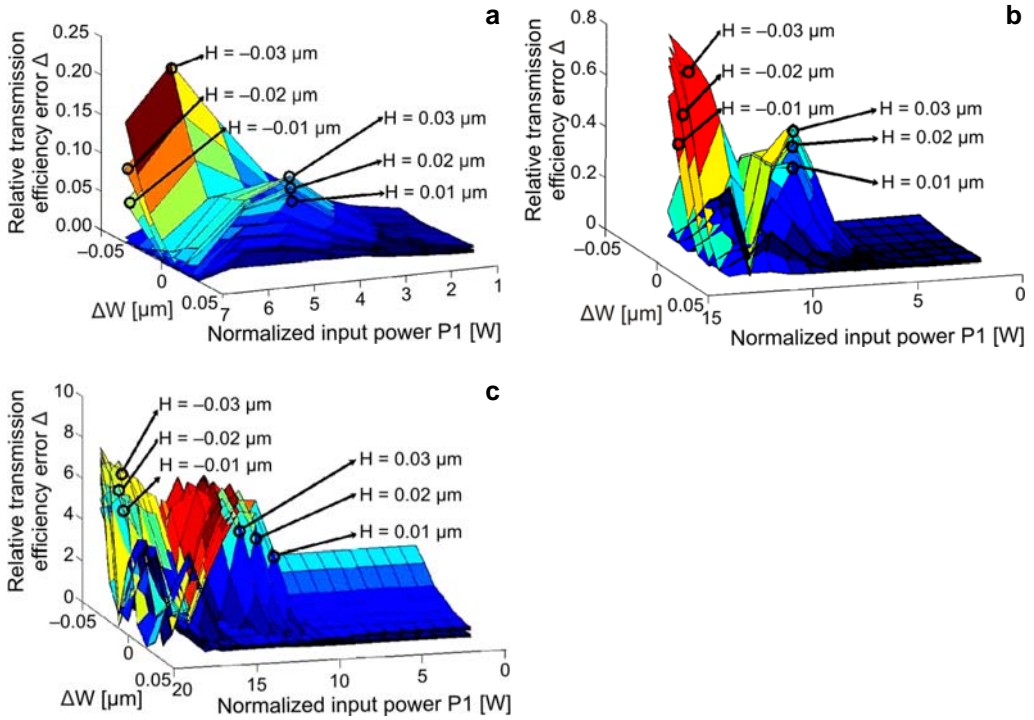 a
Relative transmission
efficiency error Δ
0.25
0.20
0.15
0.10
0.05
0.00
–0.05
0
0.05
ΔW [μm]
7
6
5
4
3
2
1
Normalized input power P1 [W]
H = –0.03 μm
H = –0.02 μm
H = –0.01 μm
H = 0.03 μm
H = 0.02 μm
H = 0.01 μm
b
Relative transmission
efficiency error Δ
0.8
0.6
0.4
0.2
0
–0.05
0
0.05
ΔW [μm]
15
10
5
0
Normalized input power P1 [W]
H = –0.03 μm
H = –0.02 μm
H = –0.01 μm
H = 0.03 μm
H = 0.02 μm
H = 0.01 μm
c
Relative transmission
efficiency error Δ
10
8
6
4
2
0
–0.05
0
0.05
ΔW [μm]
20
15
10
5
0
Normalized input power P1 [W]
H = –0.03 μm
H = –0.02 μm
H = –0.01 μm
H = 0.03 μm
H = 0.02 μm
H = 0.01 μm